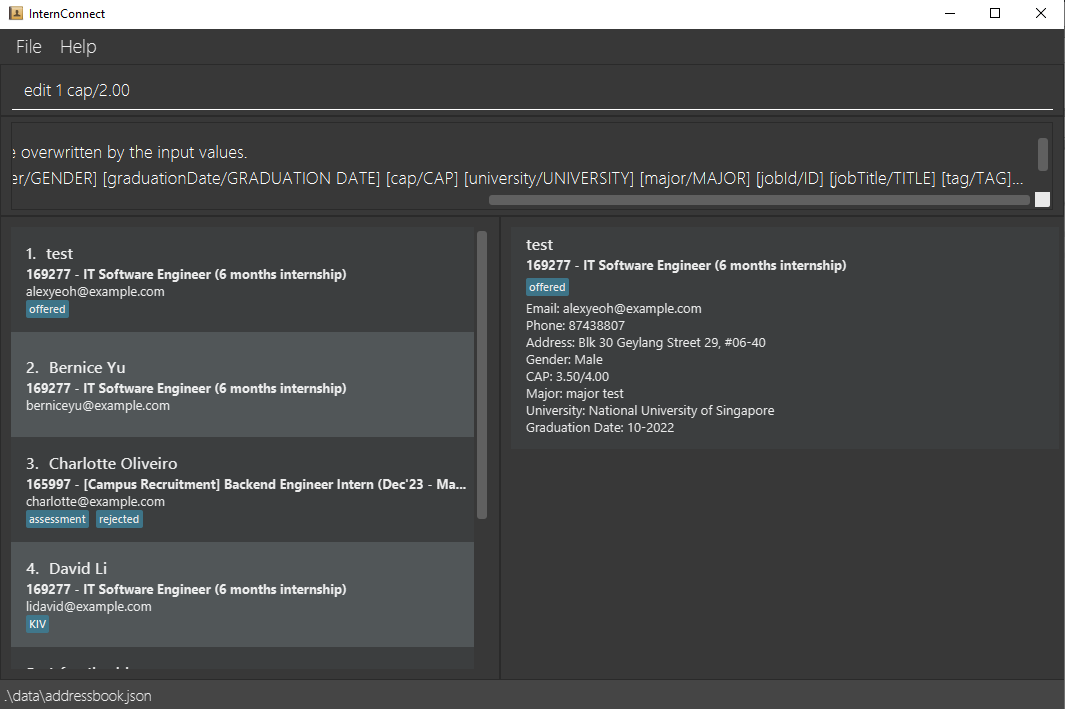 InternConnect
File Help
edit 1 cap/2.00
overwritten by the input values.
er/GENDER] [graduationDate/GRADUATION DATE] [cap/CAP] [university/UNIVERSITY] [major/MAJOR] [jobId/ID] [jobTitle/TITLE] [tag/TAG]...
1. test
169277 - IT Software Engineer (6 months internship)
alexyeoh@example.com
offered
2. Bernice Yu
169277 - IT Software Engineer (6 months internship)
berniceyu@example.com
3. Charlotte Oliveiro
165997 - [Campus Recruitment] Backend Engineer Intern (Dec'23 - Ma...
charlotte@example.com
assessment rejected
4. David Li
169277 - IT Software Engineer (6 months internship)
lidavid@example.com
KIV
test
169277 - IT Software Engineer (6 months internship)
offered
Email: alexyeoh@example.com
Phone: 87438807
Address: Blk 30 Geylang Street 29, #06-40
Gender: Male
CAP: 3.50/4.00
Major: major test
University: National University of Singapore
Graduation Date: 10-2022
.\data\addressbook.json